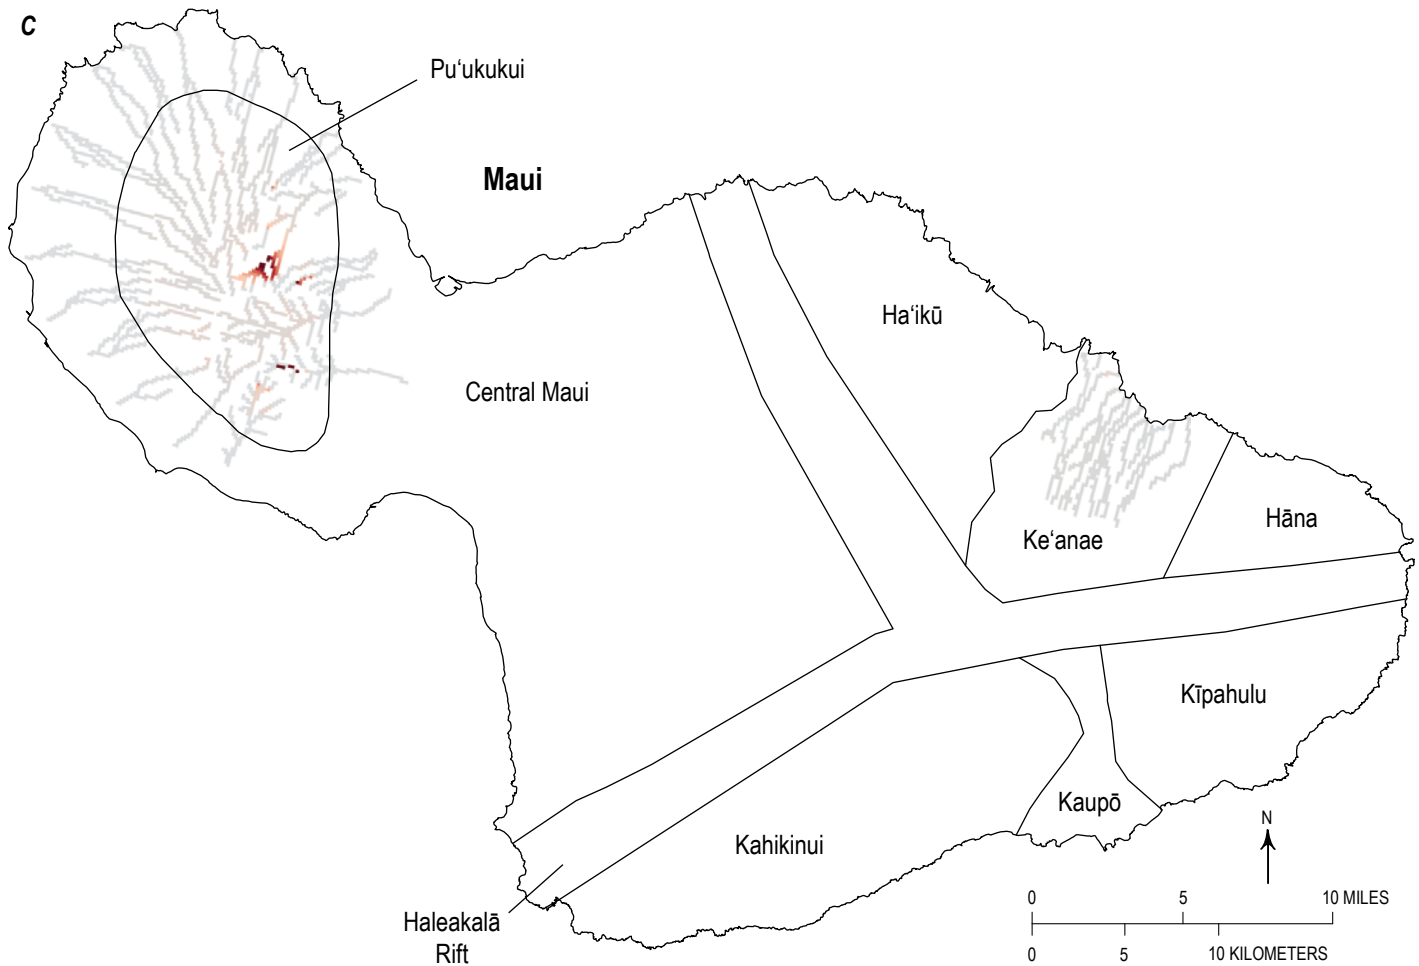 C
Pu‘ukukui
Maui
Ha‘ikū
Central Maui
Ke‘anae
Hāna
Kīpahulu
Kaupō
Kahikinui
Haleakalā
Rift
N
0 5 10 MILES
0 5 10 KILOMETERS